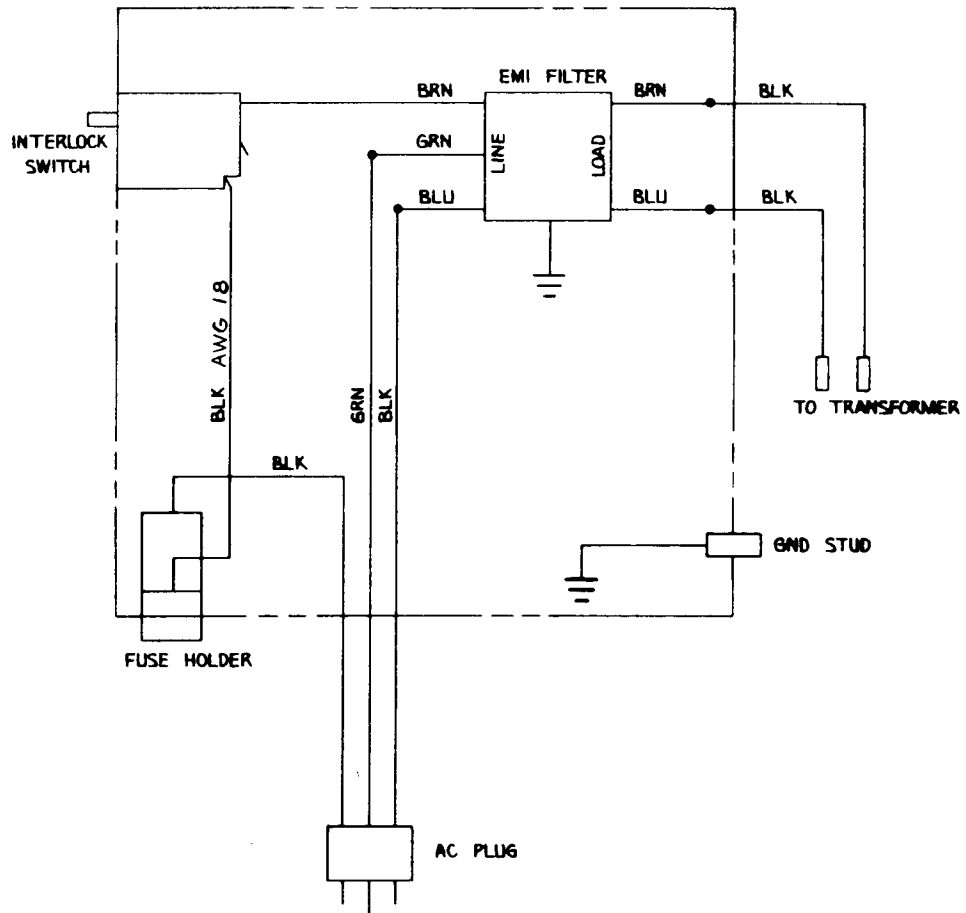 EMI FILTER
BRN
BRN
BLK
INTERLOCK
SWITCH
GRN
LINE
LOAD
BLU
BLU
BLK
BLK AWG 18
GRN
BLK
TO TRANSFORMER
BLK
GND STUD
FUSE HOLDER
AC PLUG